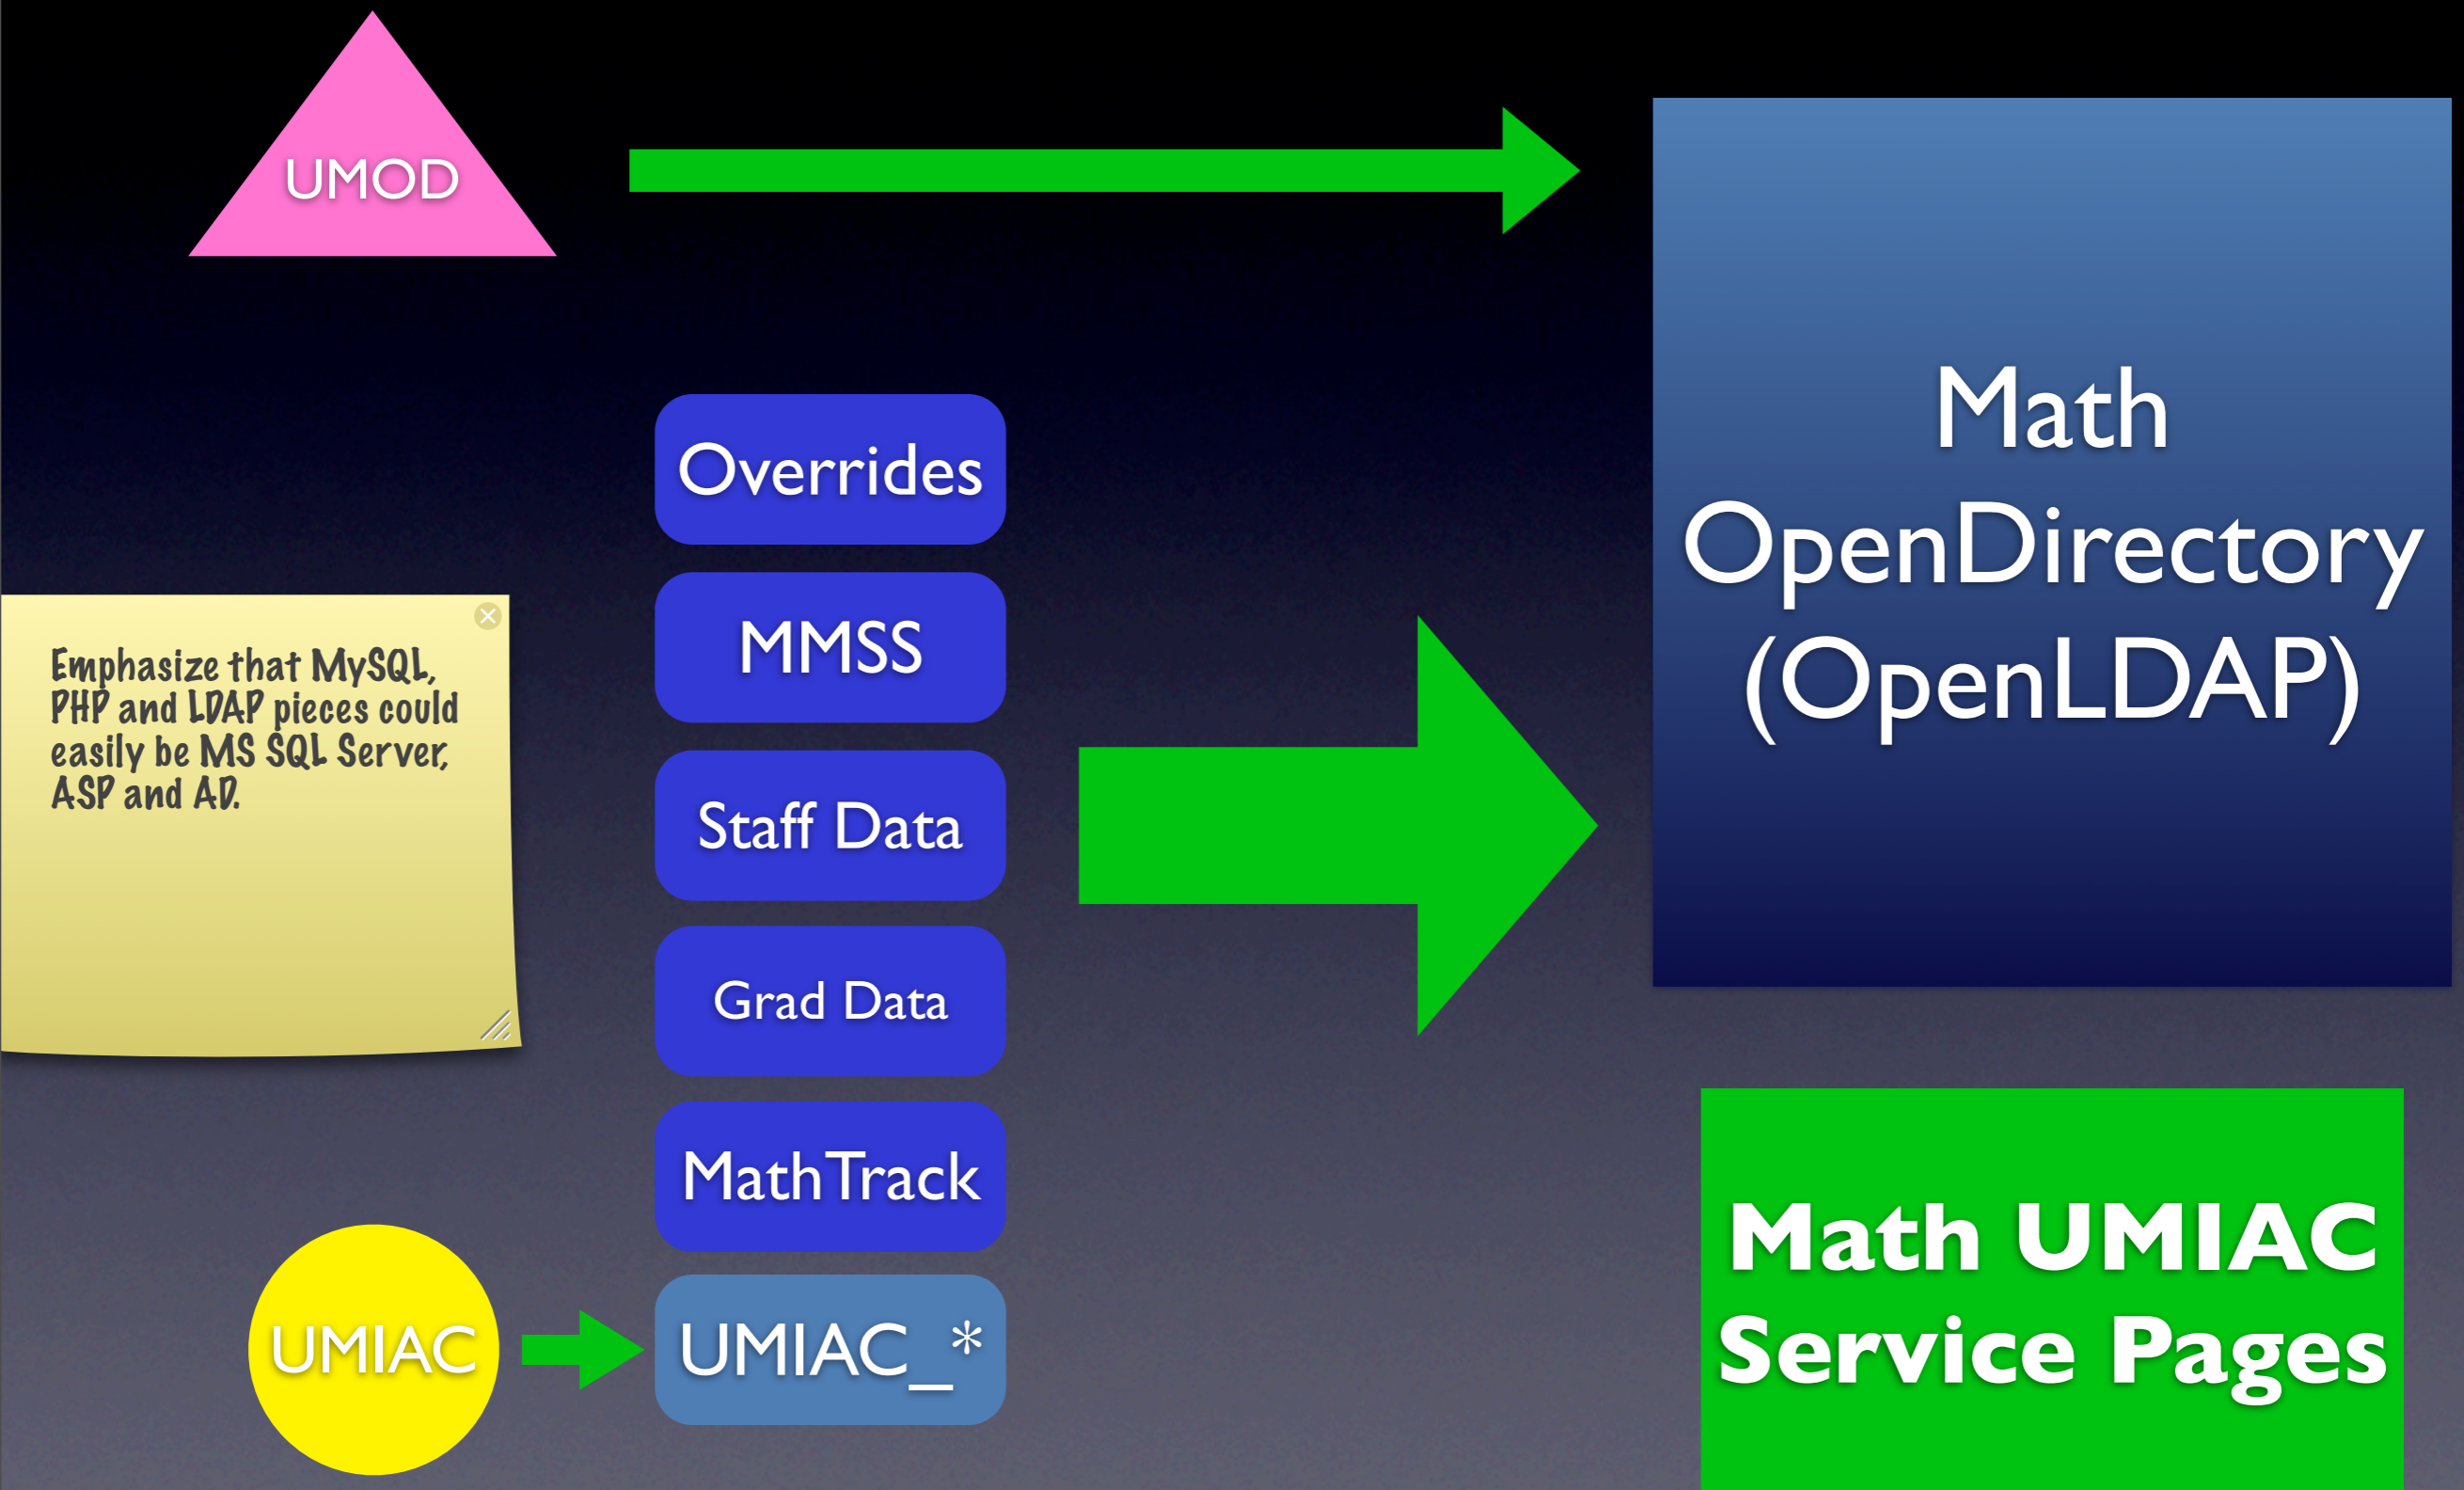 UMOD
Overrides
MMSS
Staff Data
Grad Data
MathTrack
UMIAC_*
UMIAC
Emphasize that MySQL,
PHP and LDAP pieces could
easily be MS SQL Server,
ASP and AD.
Math
OpenDirectory
(OpenLDAP)
Math UMIAC
Service Pages